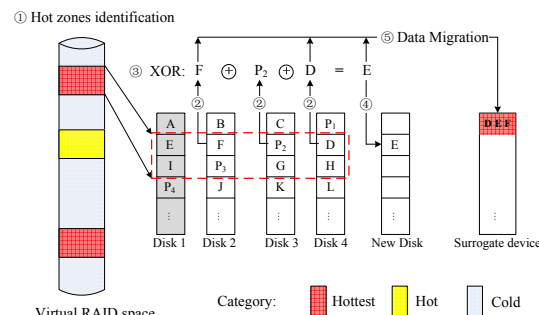 ① Hot zones identification
⑤ Data Migration
③ XOR: F ⊕ P₂ ⊕ D = E
② ② ② ④
A B C P₁ D E F
E F P₂ D E
I P₃ G H
P₄ J K L
⋮ ⋮ ⋮ ⋮ ⋮ ⋮
Disk 1 Disk 2 Disk 3 Disk 4 New Disk Surrogate device
Virtual RAID space
Category: Hottest Hot Cold